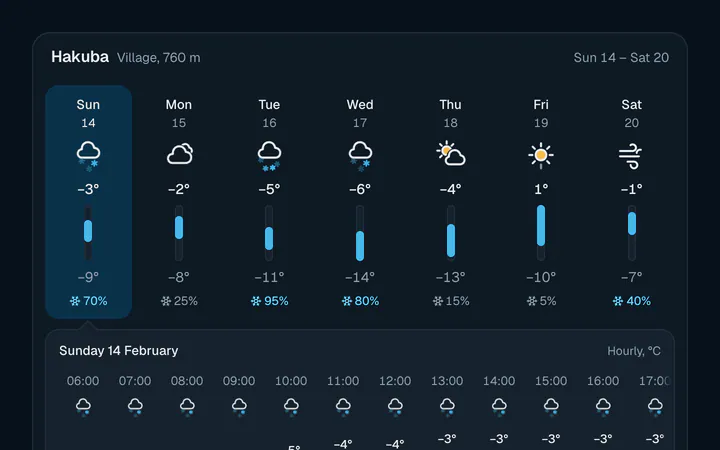 Hakuba Village, 760 m Sun 14 – Sat 20
Sun Mon Tue Wed Thu Fri Sat
14 15 16 17 18 19 20
−3° −2° −5° −6° −4° 1° −1°
−9° −8° −11° −14° −13° −10° −7°
70% 25% 95% 80% 15% 5% 40%
Sunday 14 February Hourly, °C
06:00 07:00 08:00 09:00 10:00 11:00 12:00 13:00 14:00 15:00 16:00 17:00
−4° −4° −3° −3° −3° −3° −3°